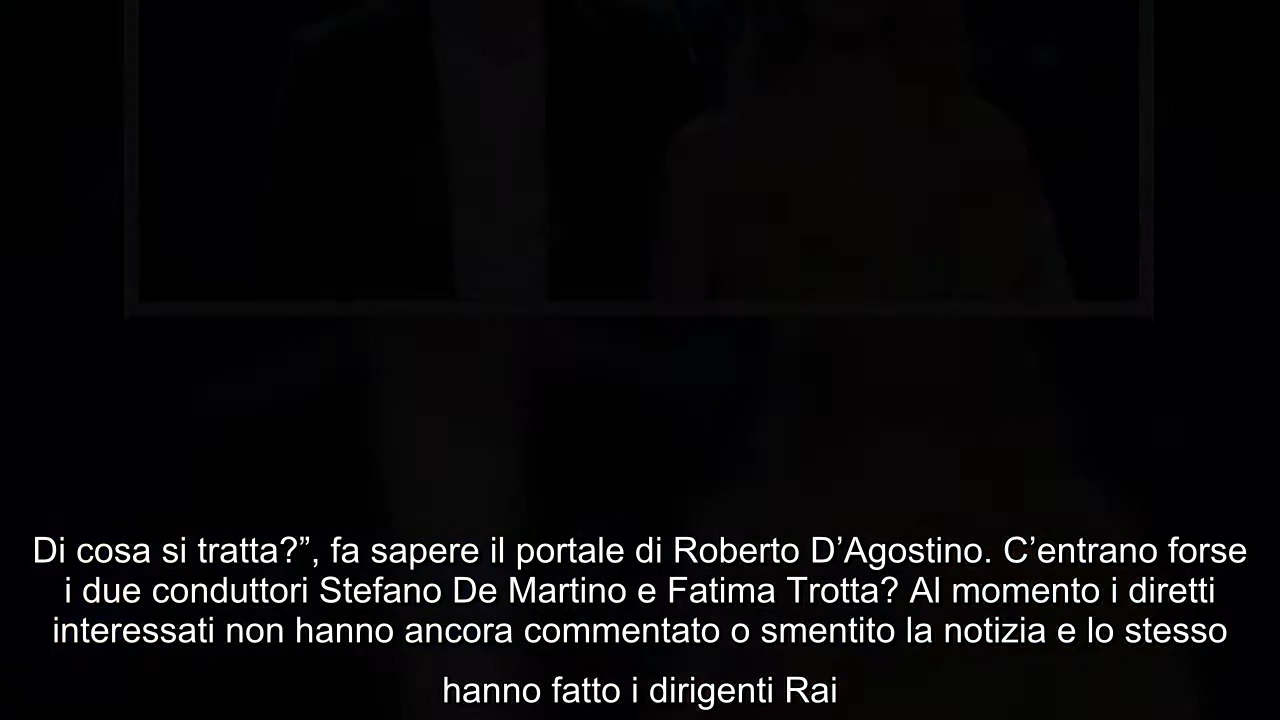 Di cosa si tratta?”, fa sapere il portale di Roberto D’Agostino. C’entrano forse
i due conduttori Stefano De Martino e Fatima Trotta? Al momento i diretti
interessati non hanno ancora commentato o smentito la notizia e lo stesso
hanno fatto i dirigenti Rai